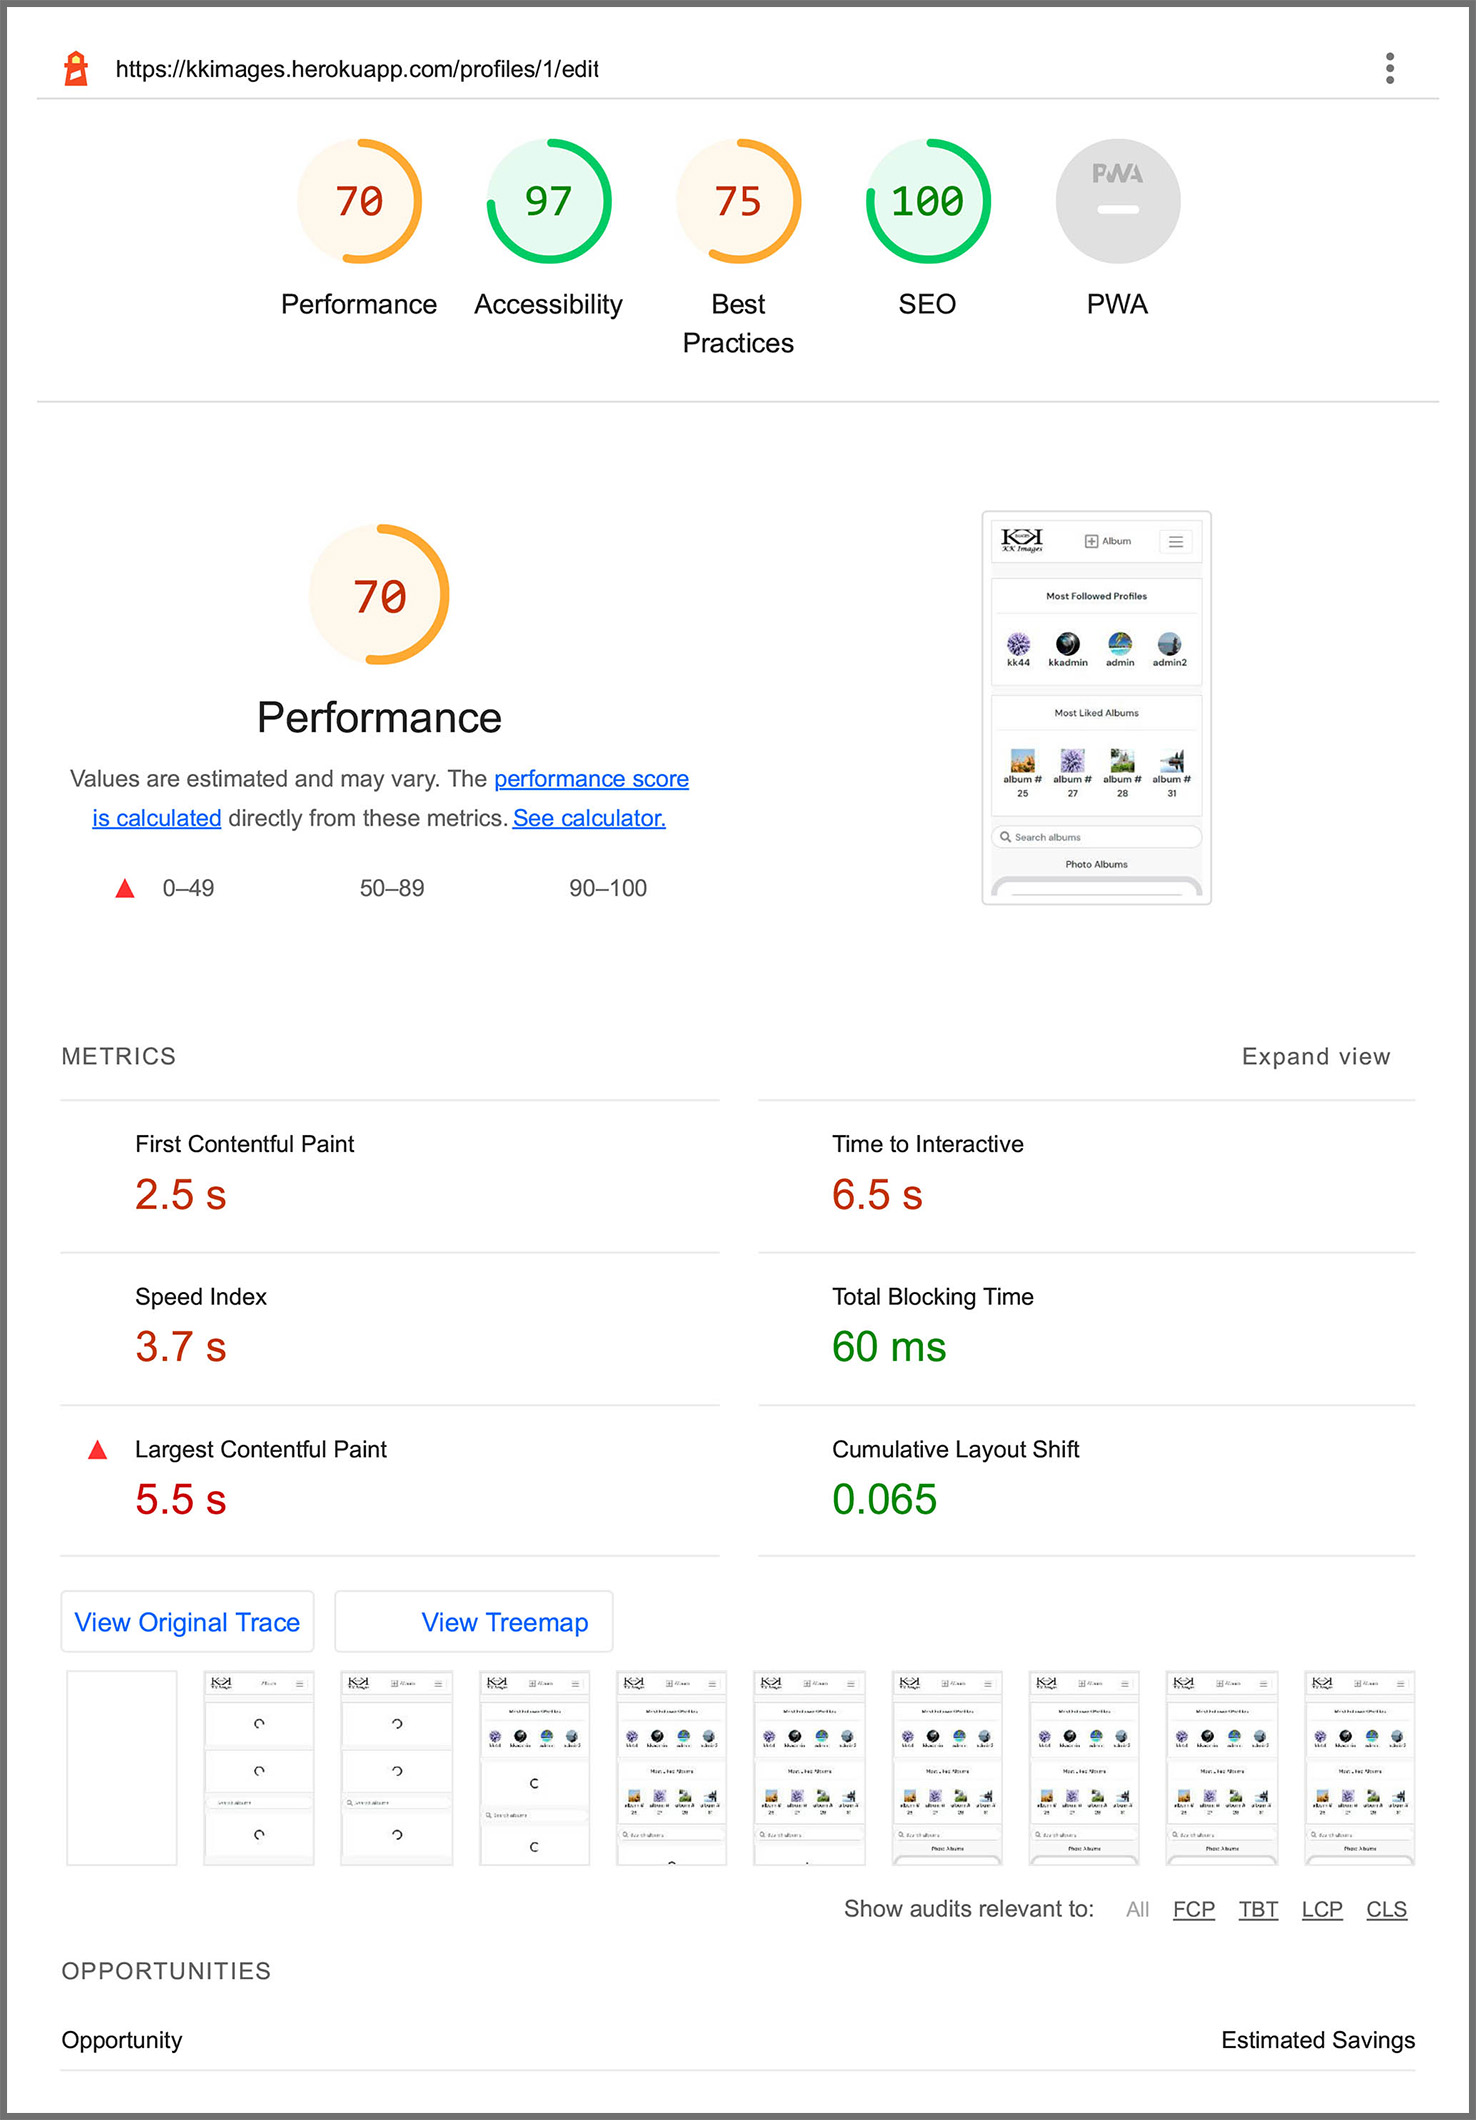 https://kkimages.herokuapp.com/profiles/1/edit
70
97
75
100
PWA
Performance
Accessibility
Best
Practices
SEO
PWA
70
Performance
Values are estimated and may vary. The performance score
is calculated directly from these metrics. See calculator.
0–49
50–89
90–100
KK Images
Album
Most Followed Profiles
kk44 kkadmin admin admin2
Most Liked Albums
album # album # album # album #
25 27 28 31
Search albums
Photo Albums
METRICS
Expand view
First Contentful Paint
2.5 s
Time to Interactive
6.5 s
Speed Index
3.7 s
Total Blocking Time
60 ms
Largest Contentful Paint
5.5 s
Cumulative Layout Shift
0.065
View Original Trace
View Treemap
Show audits relevant to: All FCP TBT LCP CLS
OPPORTUNITIES
Opportunity
Estimated Savings